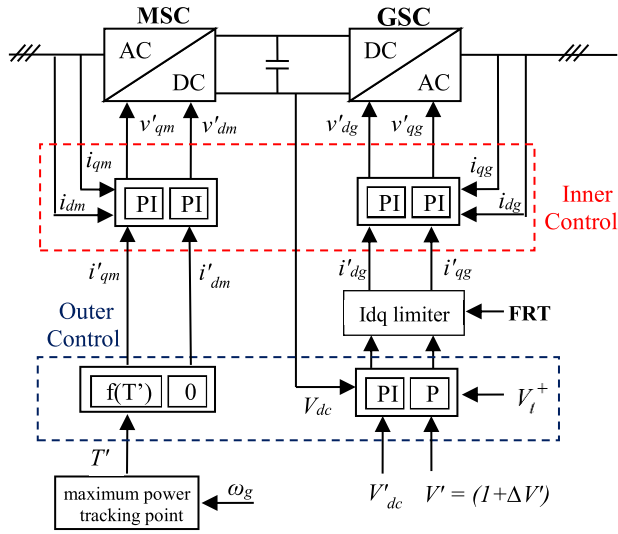 MSC
GSC
AC
DC
DC
AC
v'qm
v'dm
v'dg
v'qg
iqm
iqg
idm
idg
PI
PI
PI
PI
Inner
Control
i'qm
i'dm
i'dg
i'qg
Outer
Control
Idq limiter
FRT
f(T’)
0
PI
P
Vdc
Vt+
T'
V'dc
V' = (1+ΔV')
maximum power
tracking point
ωg